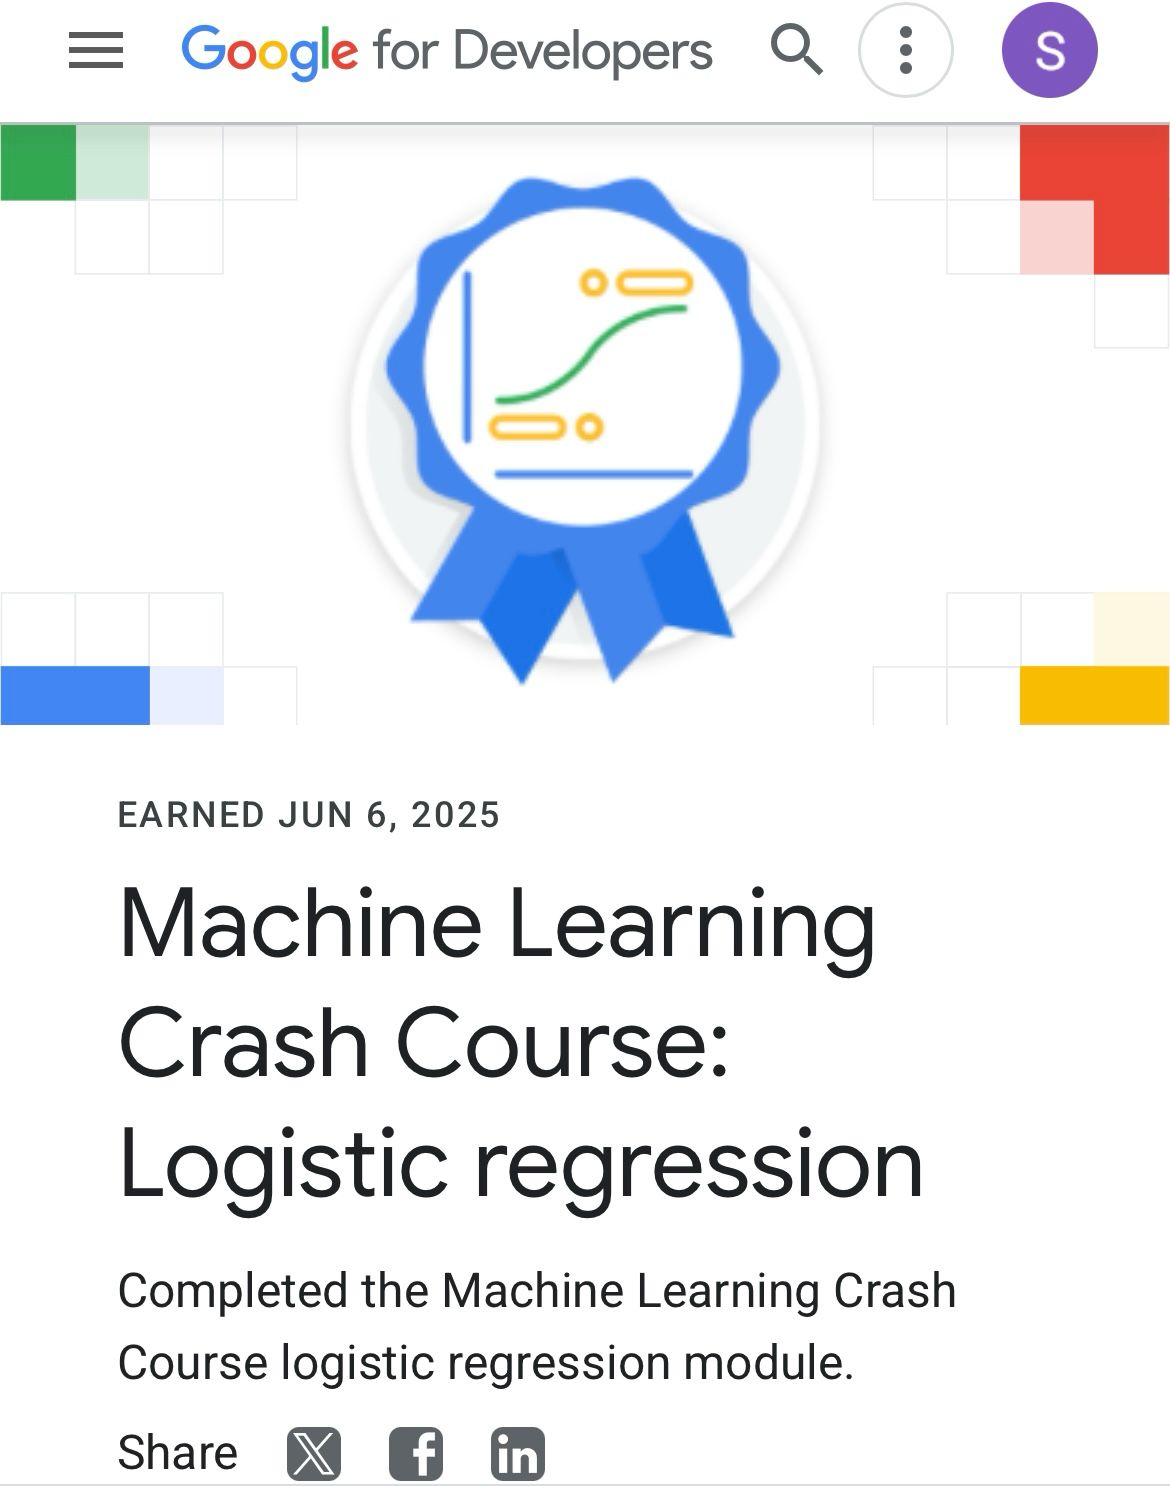 Google for Developers
S
EARNED JUN 6, 2025
Machine Learning
Crash Course:
Logistic regression
Completed the Machine Learning Crash
Course logistic regression module.
Share